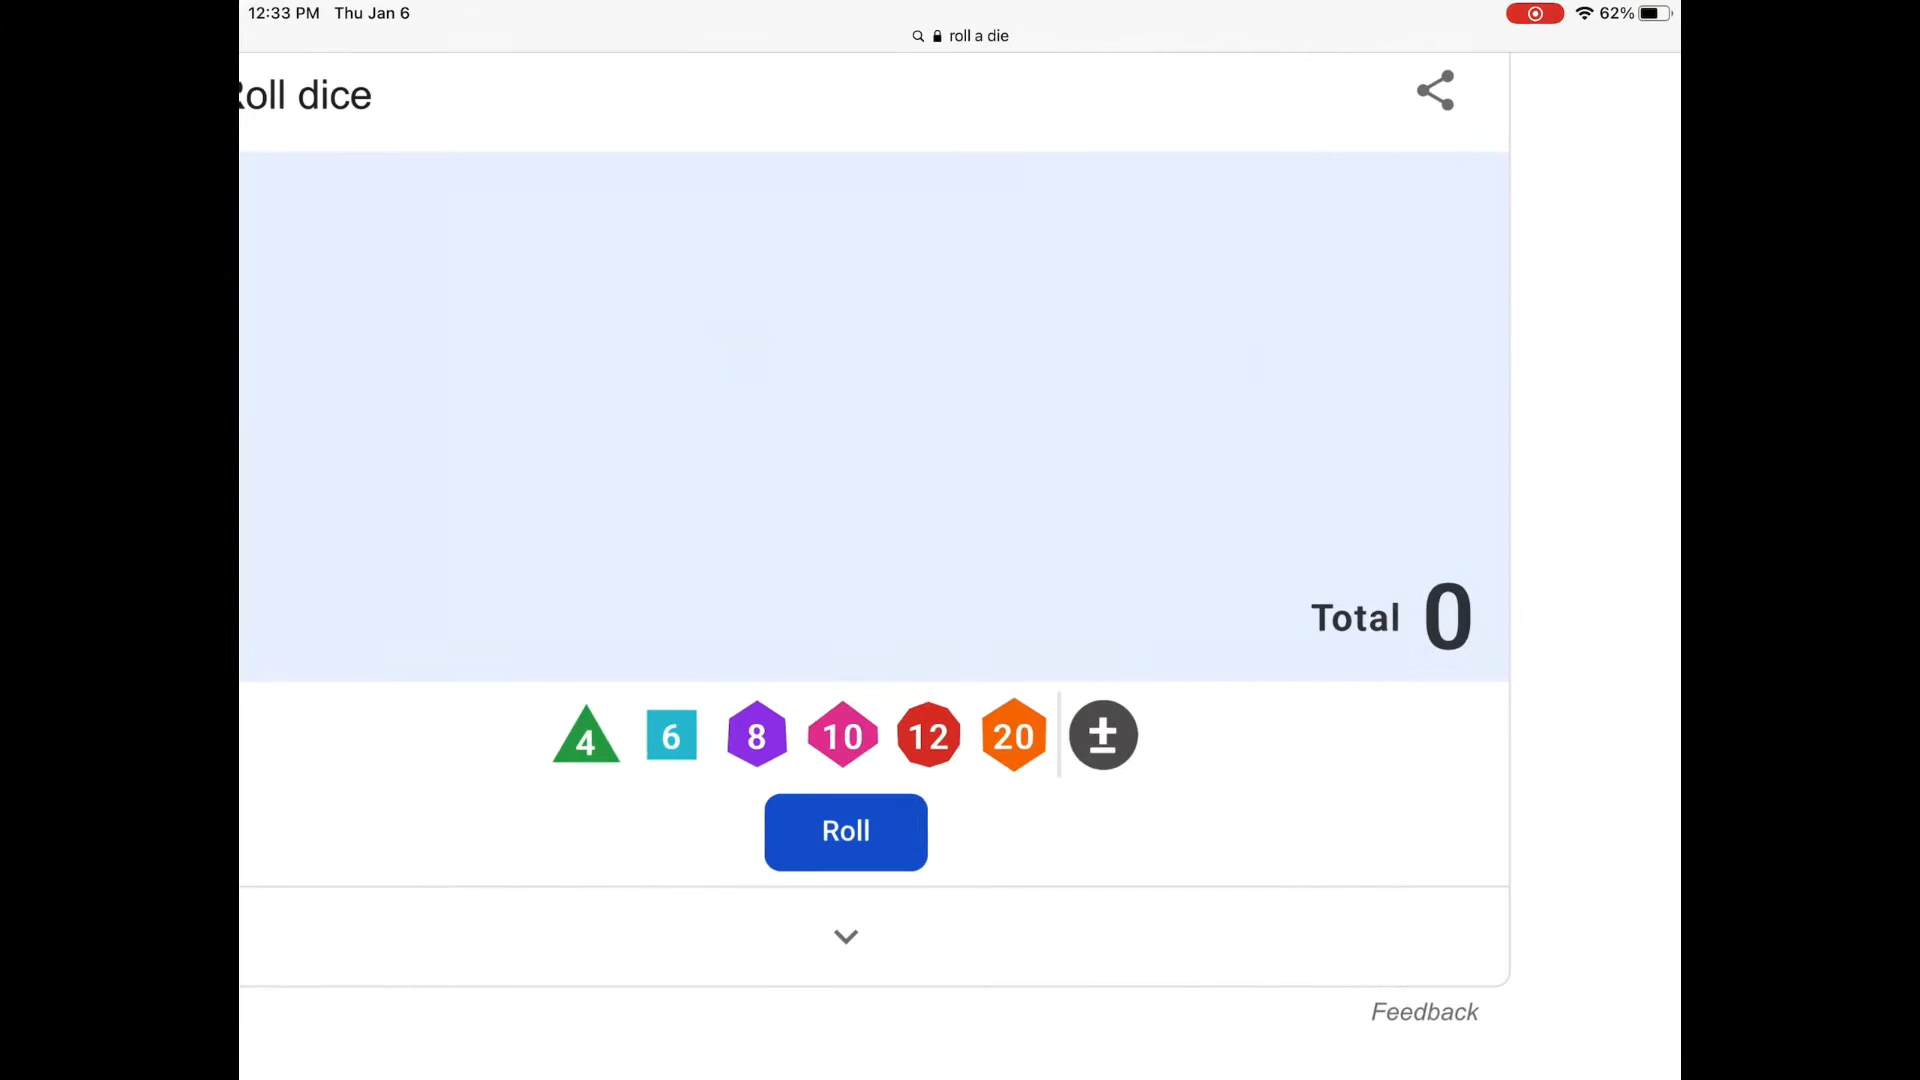 12:33 PM Thu Jan 6
62%
roll a die
Roll dice
Total 0
4 6 8 10 12 20 ±
Roll
Feedback